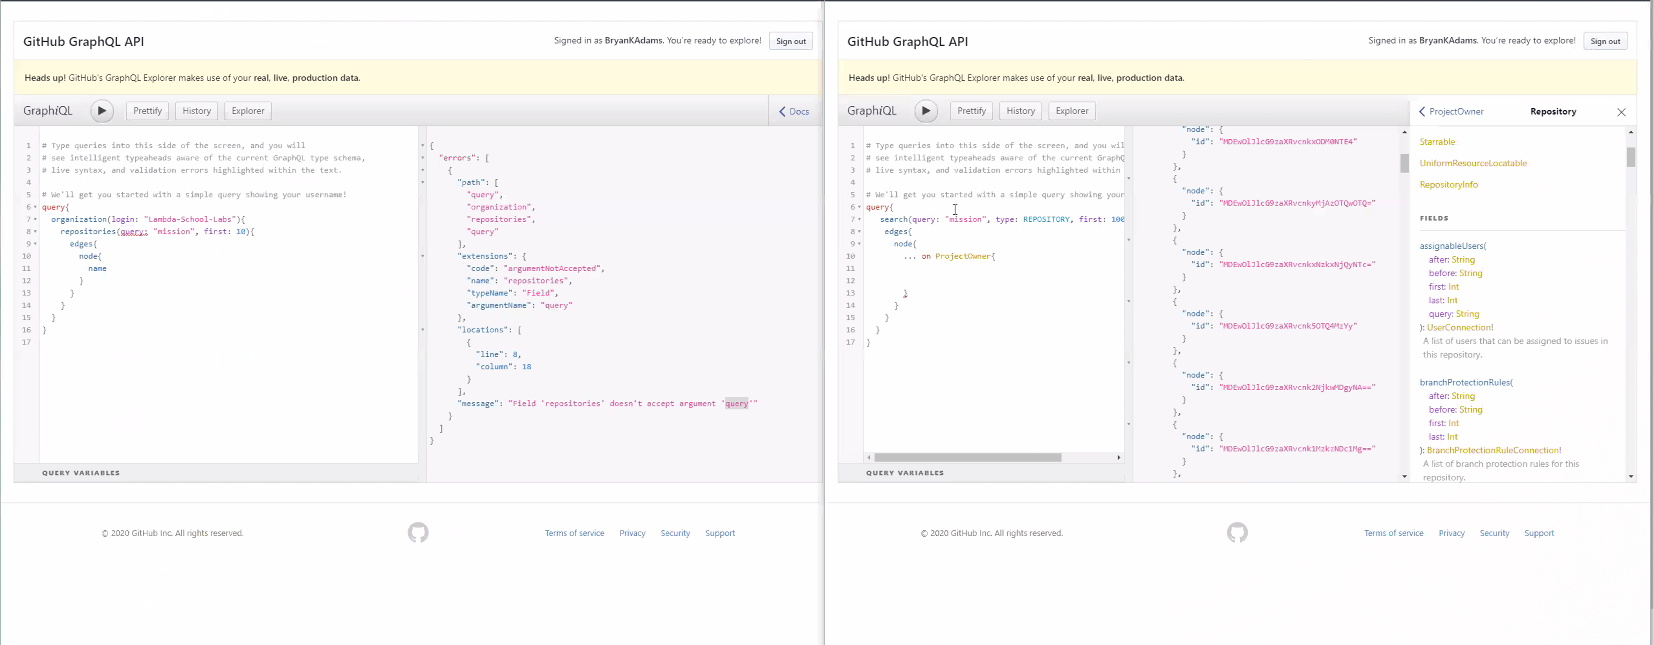 GitHub GraphQL API
Signed in as BryanKAdams. You're ready to explore!
Sign out
Heads up! GitHub's GraphQL Explorer makes use of your real, live, production data.
GraphiQL
Prettify
History
Explorer
Docs
1 # Type queries into this side of the screen, and you will
2 # see intelligent typeaheads aware of the current GraphQL type schema,
3 # live syntax, and validation errors highlighted within the text.
4
5 # We'll get you started with a simple query showing your username!
6 query{
7 organization(login: "Lambda-School-Labs"){
8 repositories(query: "mission", first: 10){
9 edges{
10 node{
11 name
12 }
13 }
14 }
15 }
16 }
17
QUERY VARIABLES
{
"errors": [
{
"path": [
"query",
"organization",
"repositories",
"query"
],
"extensions": {
"code": "argumentNotAccepted",
"name": "repositories",
"typeName": "Field",
"argumentName": "query"
},
"locations": [
{
"line": 8,
"column": 18
}
],
"message": "Field 'repositories' doesn't accept argument 'query'"
}
]
}
© 2020 GitHub Inc. All rights reserved.
Terms of service
Privacy
Security
Support
GitHub GraphQL API
Signed in as BryanKAdams. You're ready to explore!
Sign out
Heads up! GitHub's GraphQL Explorer makes use of your real, live, production data.
GraphiQL
Prettify
History
Explorer
1 # Type queries into this side of the screen, and you wil
2 # see intelligent typeaheads aware of the current GraphQ
3 # live syntax, and validation errors highlighted within
4
5 # We'll get you started with a simple query showing your
6 query{
7 search(query: "mission", type: REPOSITORY, first: 100
8 edges{
9 node{
10 ... on ProjectOwner{
11
12
13 }
14 }
15 }
16 }
17 }
QUERY VARIABLES
"node": {
"id": "MDEwOlJlcG9zaXRvcnkxODM0NTE4"
}
},
{
"node": {
"id": "MDEwOlJlcG9zaXRvcnkyMjAzOTQwOTQ="
}
},
{
"node": {
"id": "MDEwOlJlcG9zaXRvcnkxNzkxNjQyNTc="
}
},
{
"node": {
"id": "MDEwOlJlcG9zaXRvcnk5OTQ4MzYy"
}
},
{
"node": {
"id": "MDEwOlJlcG9zaXRvcnk2NjkwMDgyNA=="
}
},
{
"node": {
"id": "MDEwOlJlcG9zaXRvcnk1MzkzNDc1Mg=="
}
},
ProjectOwner
Repository
Starrable
UniformResourceLocatable
RepositoryInfo
FIELDS
assignableUsers(
after: String
before: String
first: Int
last: Int
query: String
): UserConnection!
A list of users that can be assigned to issues in
this repository.
branchProtectionRules(
after: String
before: String
first: Int
last: Int
): BranchProtectionRuleConnection!
A list of branch protection rules for this
repository.
© 2020 GitHub Inc. All rights reserved.
Terms of service
Privacy
Security
Support